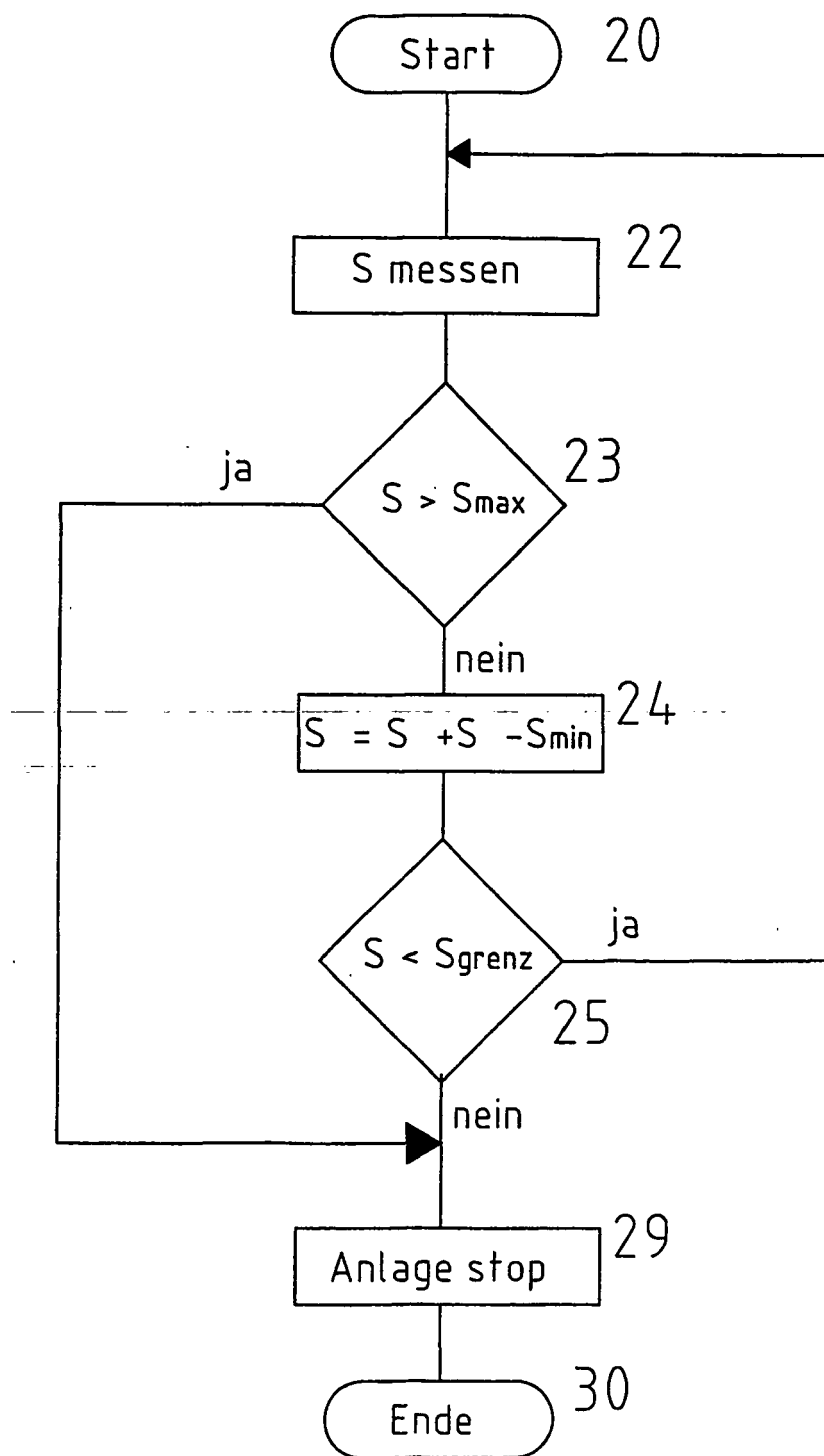 Start 20
S messen 22
ja
S > Smax 23
nein
S = S +S -Smin 24
S < Sgrenz 25
ja
nein
Anlage stop 29
Ende 30